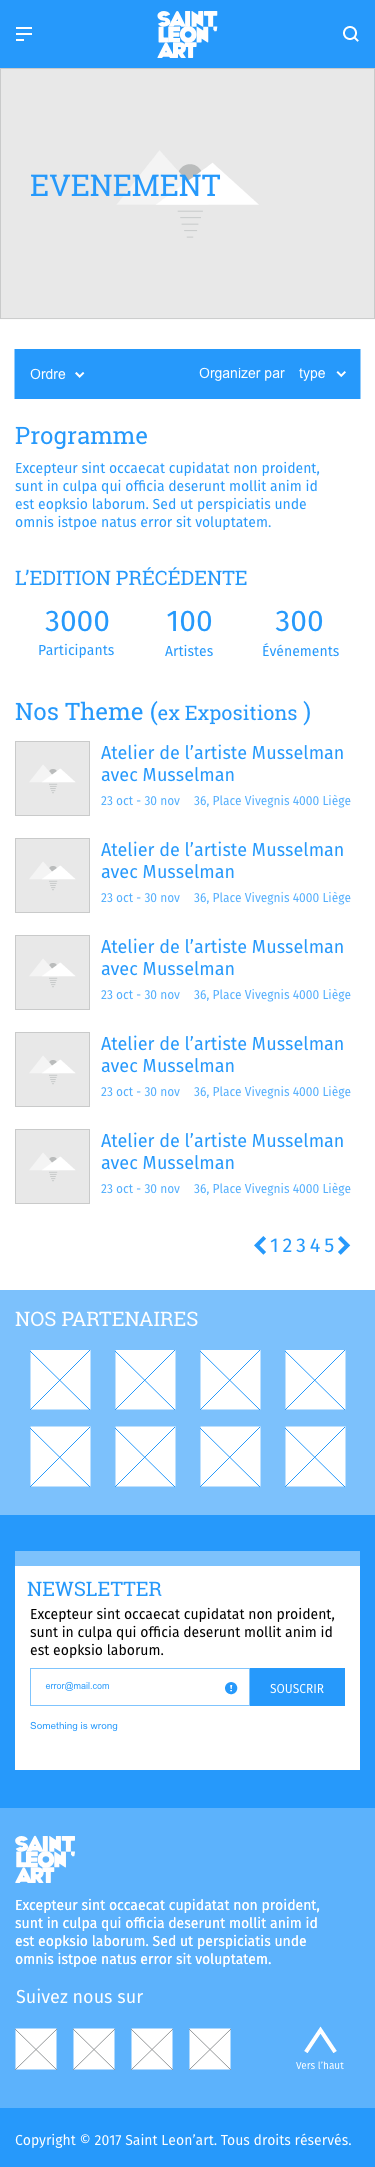 SAINT
LEON'
ART
EVENEMENT
Ordre
Organizer par type
Programme
Excepteur sint occaecat cupidatat non proident,
sunt in culpa qui officia deserunt mollit anim id
est eopksio laborum. Sed ut perspiciatis unde
omnis istpoe natus error sit voluptatem.
L’EDITION PRÉCÉDENTE
3000 100 300
Participants Artistes Événements
Nos Theme (ex Expositions )
Atelier de l’artiste Musselman
avec Musselman
23 oct - 30 nov 36, Place Vivegnis 4000 Liège
Atelier de l’artiste Musselman
avec Musselman
23 oct - 30 nov 36, Place Vivegnis 4000 Liège
Atelier de l’artiste Musselman
avec Musselman
23 oct - 30 nov 36, Place Vivegnis 4000 Liège
Atelier de l’artiste Musselman
avec Musselman
23 oct - 30 nov 36, Place Vivegnis 4000 Liège
Atelier de l’artiste Musselman
avec Musselman
23 oct - 30 nov 36, Place Vivegnis 4000 Liège
1 2 3 4 5
NOS PARTENAIRES
NEWSLETTER
Excepteur sint occaecat cupidatat non proident,
sunt in culpa qui officia deserunt mollit anim id
est eopksio laborum.
error@mail.com
SOUSCRIR
Something is wrong
SAINT
LEON'
ART
Excepteur sint occaecat cupidatat non proident,
sunt in culpa qui officia deserunt mollit anim id
est eopksio laborum. Sed ut perspiciatis unde
omnis istpoe natus error sit voluptatem.
Suivez nous sur
Vers l’haut
Copyright © 2017 Saint Leon’art. Tous droits réservés.